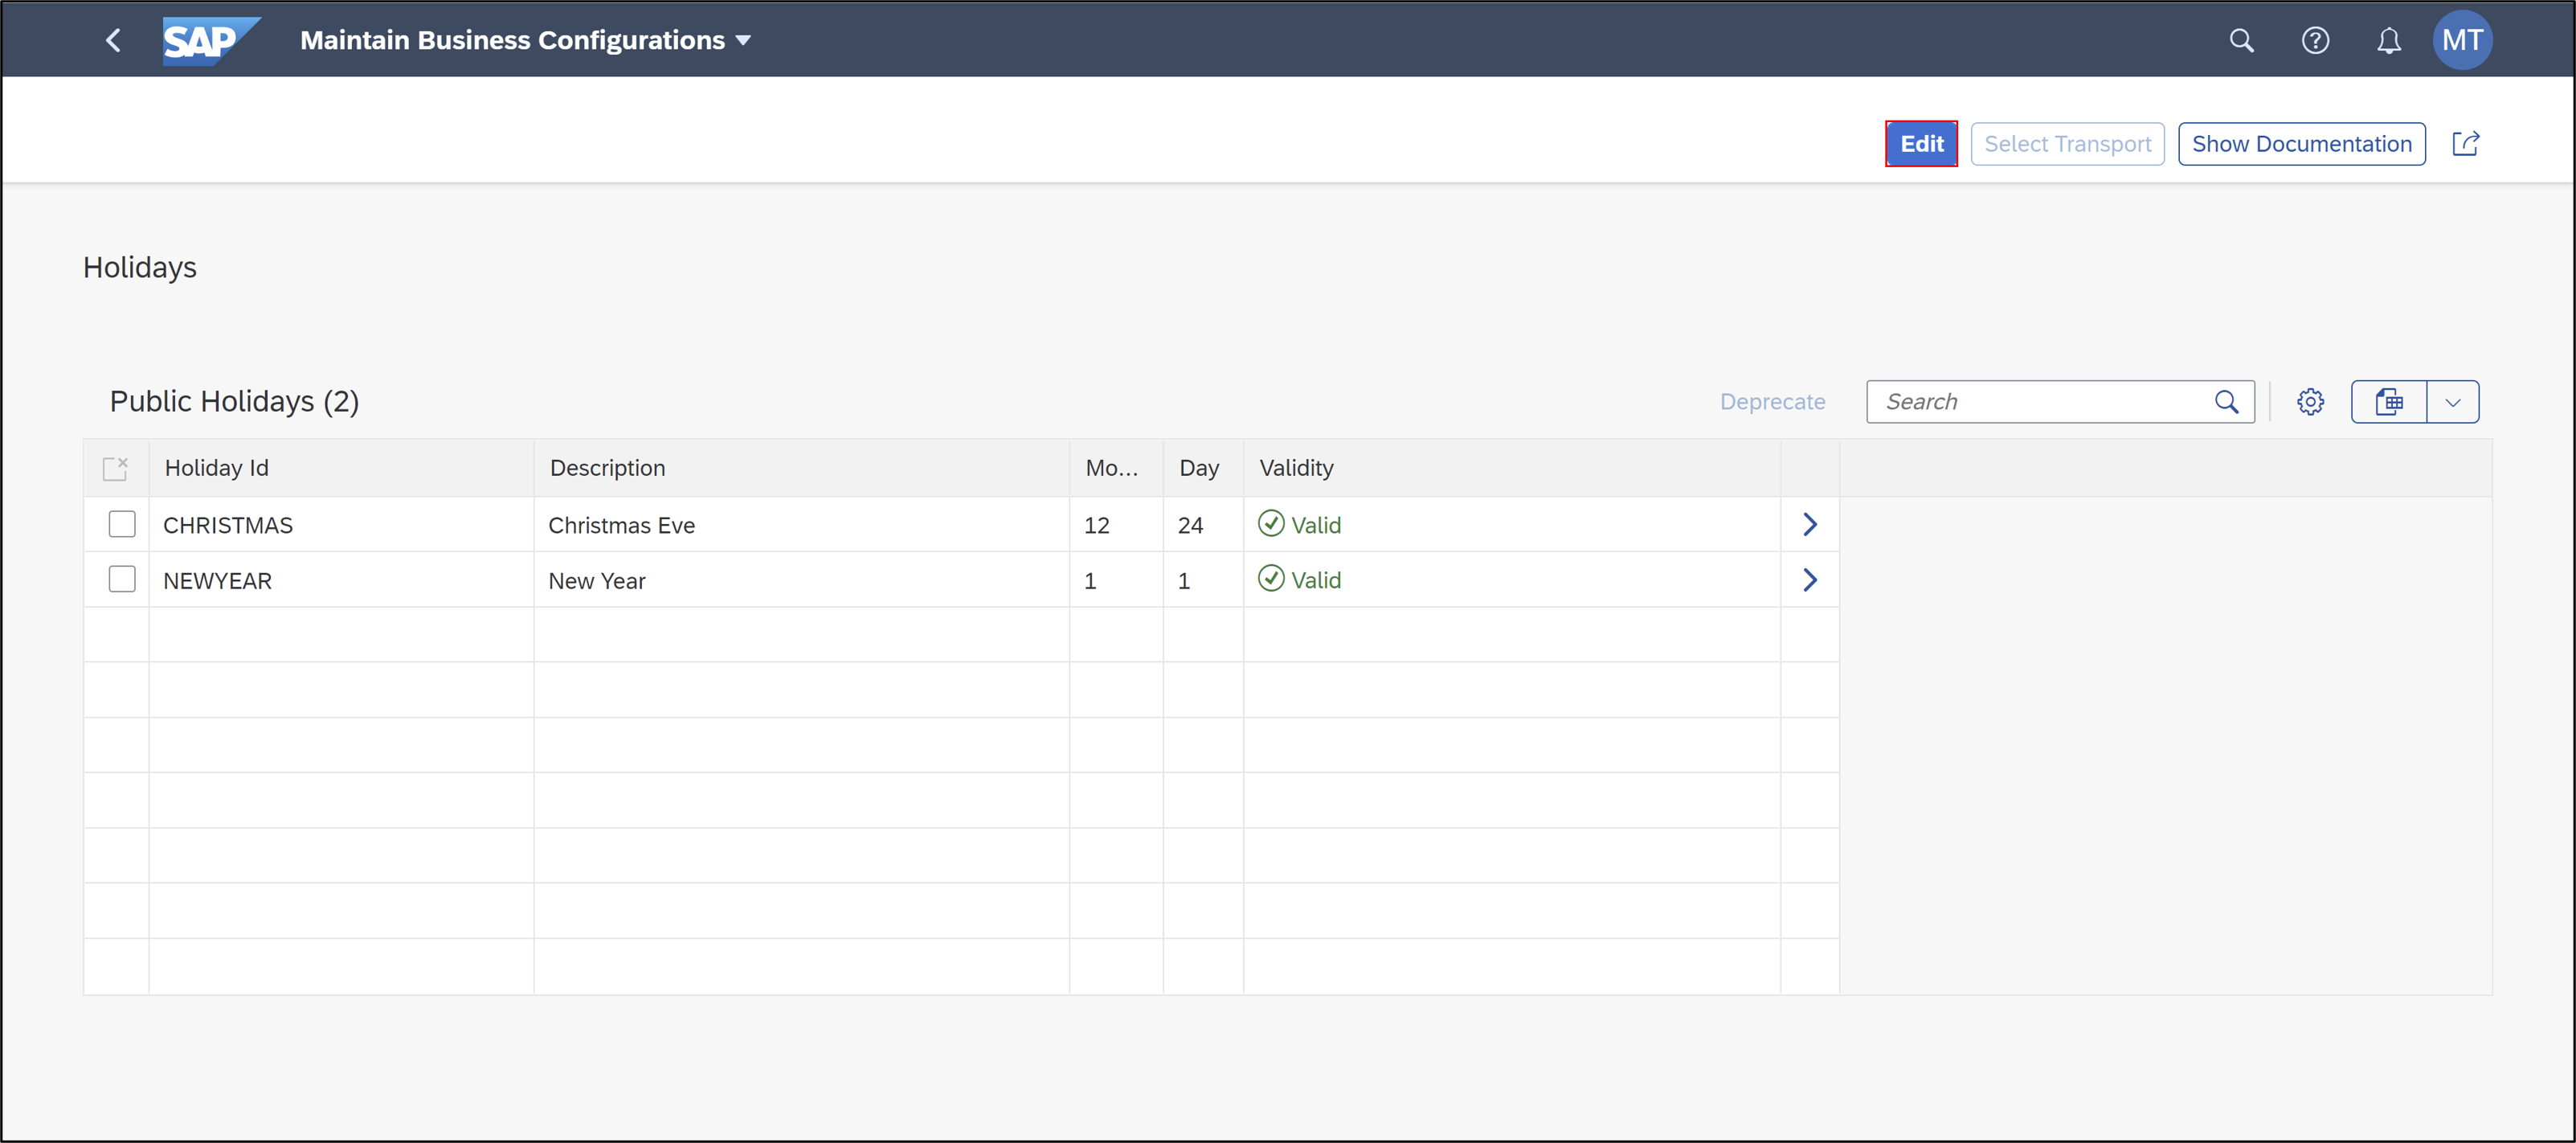 SAP Maintain Business Configurations MT
Edit Select Transport Show Documentation
Holidays
Public Holidays (2) Deprecate Search
Holiday Id Description Mo... Day Validity
CHRISTMAS Christmas Eve 12 24 Valid
NEWYEAR New Year 1 1 Valid